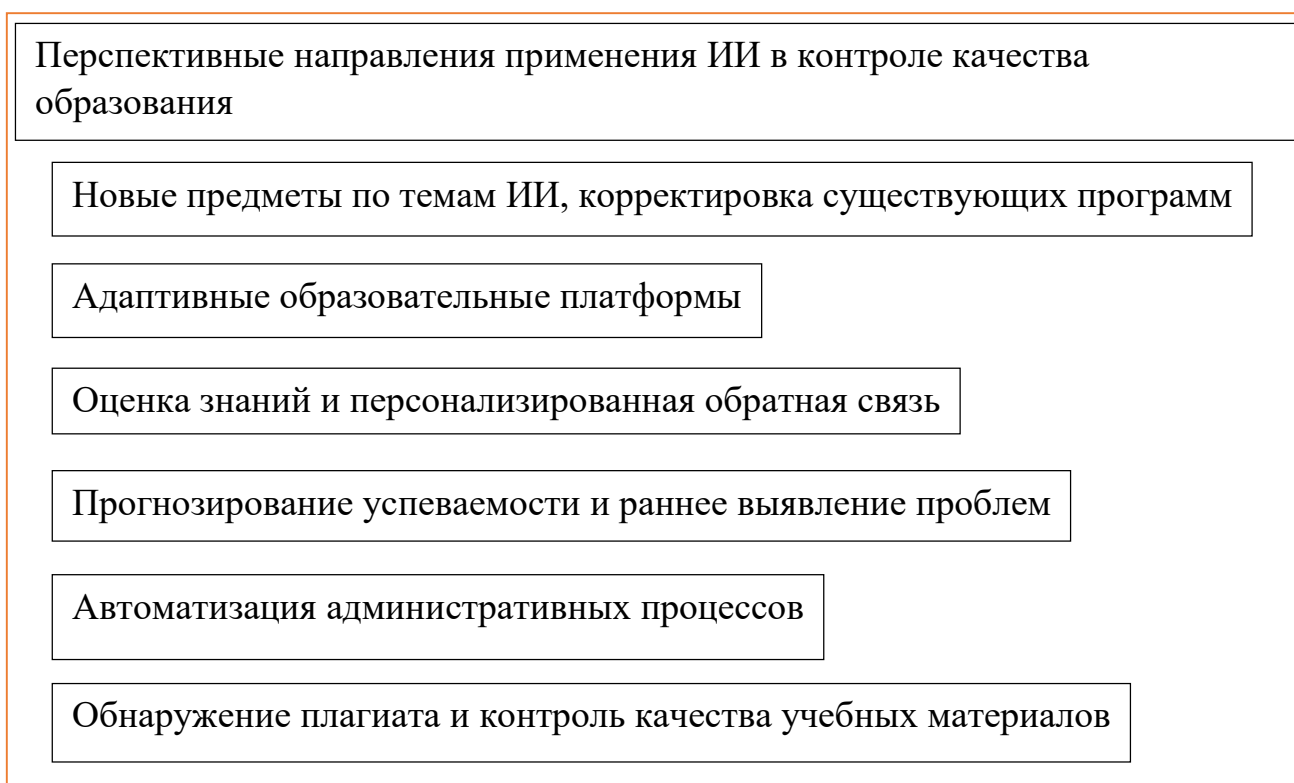 Перспективные направления применения ИИ в контроле качества
образования
Новые предметы по темам ИИ, корректировка существующих программ
Адаптивные образовательные платформы
Оценка знаний и персонализированная обратная связь
Прогнозирование успеваемости и раннее выявление проблем
Автоматизация административных процессов
Обнаружение плагиата и контроль качества учебных материалов